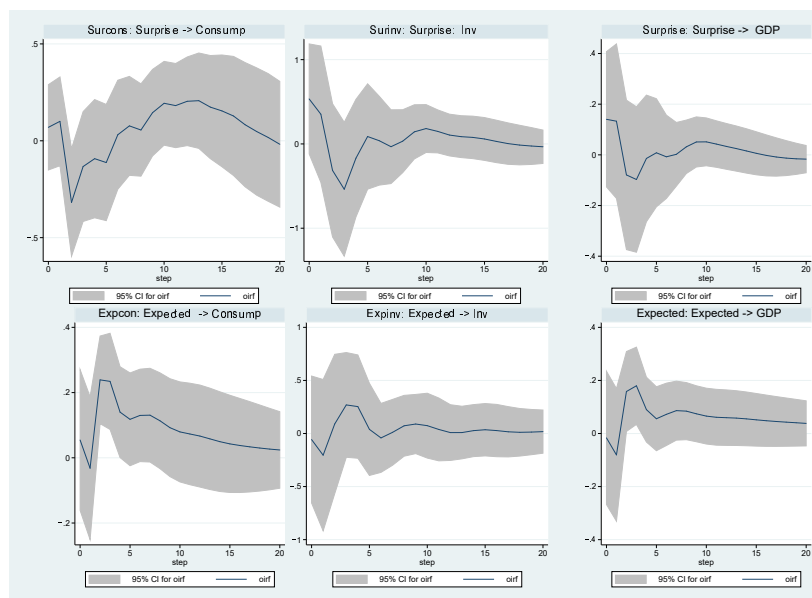 Surcons: Surprise -> Consump
.5
0
-.5
0 5 10 15 20
step
95% CI for oirf oirf
Surinv: Surprise: Inv
1
0
-1
0 5 10 15 20
step
95% CI for oirf oirf
Surprise: Surprise -> GDP
.4
.2
0
-.2
-.4
0 5 10 15 20
step
95% CI for oirf oirf
Expcon: Expected -> Consump
.4
.2
0
-.2
0 5 10 15 20
step
95% CI for oirf oirf
Expinv: Expected -> Inv
1
.5
0
-.5
-1
0 5 10 15 20
step
95% CI for oirf oirf
Expected: Expected -> GDP
.4
.2
0
-.2
-.4
0 5 10 15 20
step
95% CI for oirf oirf